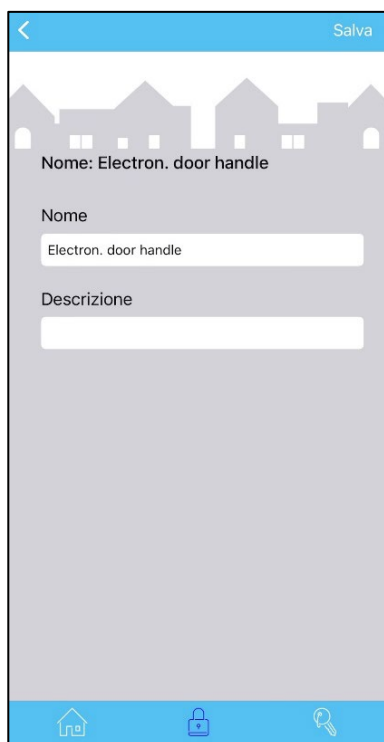 Salva
Nome: Electron. door handle
Nome
Electron. door handle
Descrizione